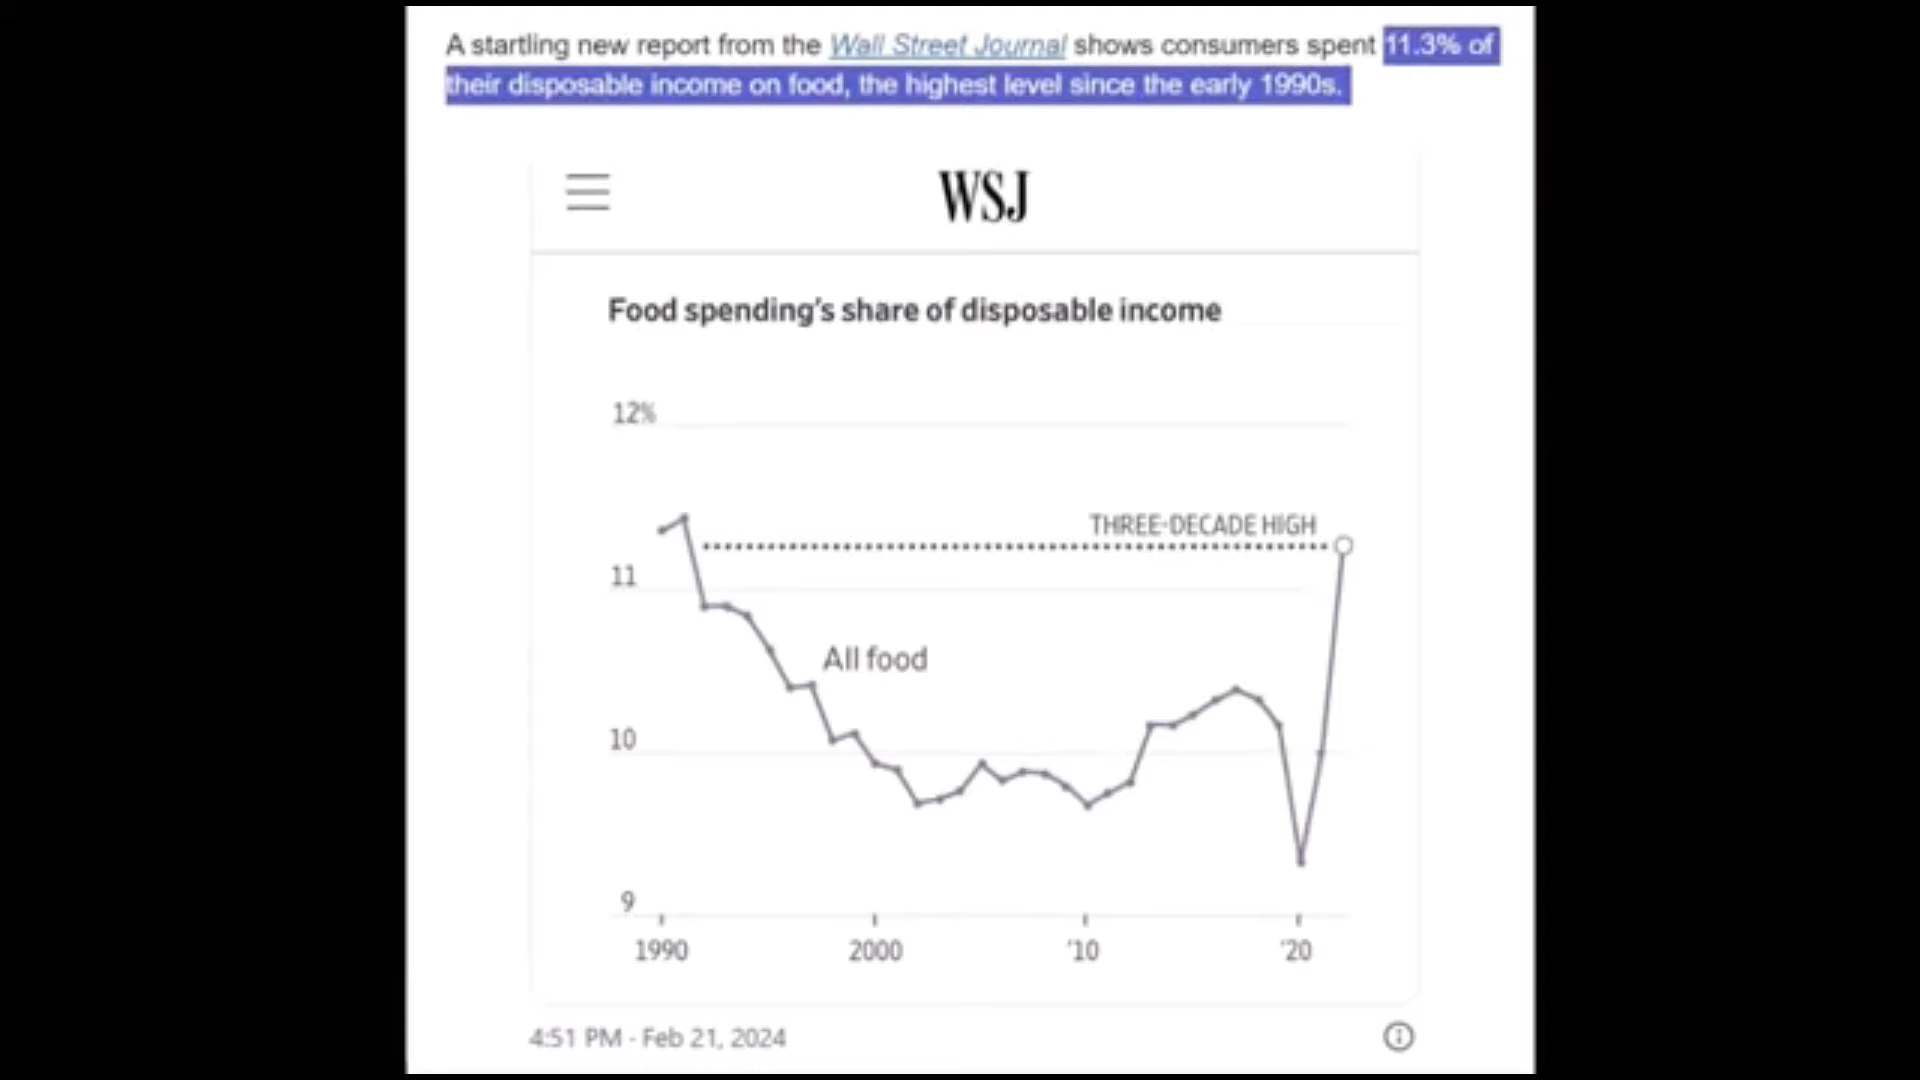 A startling new report from the Wall Street Journal shows consumers spent 11.3% of
their disposable income on food, the highest level since the early 1990s.
WSJ
Food spending's share of disposable income
12%
THREE-DECADE HIGH
11
All food
10
9
1990 2000 '10 '20
4:51 PM - Feb 21, 2024